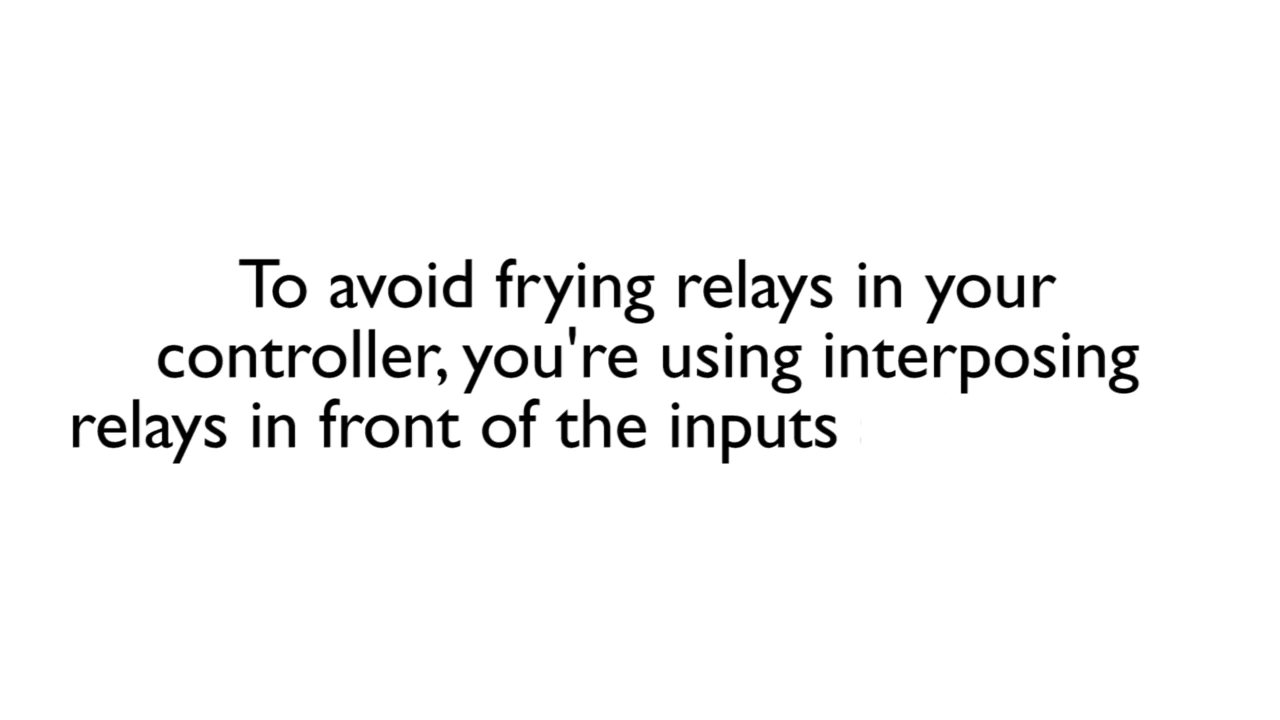 To avoid frying relays in your
controller, you're using interposing
relays in front of the inputs